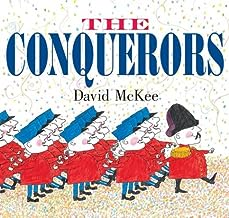 THE
CONQUERORS
David McKee